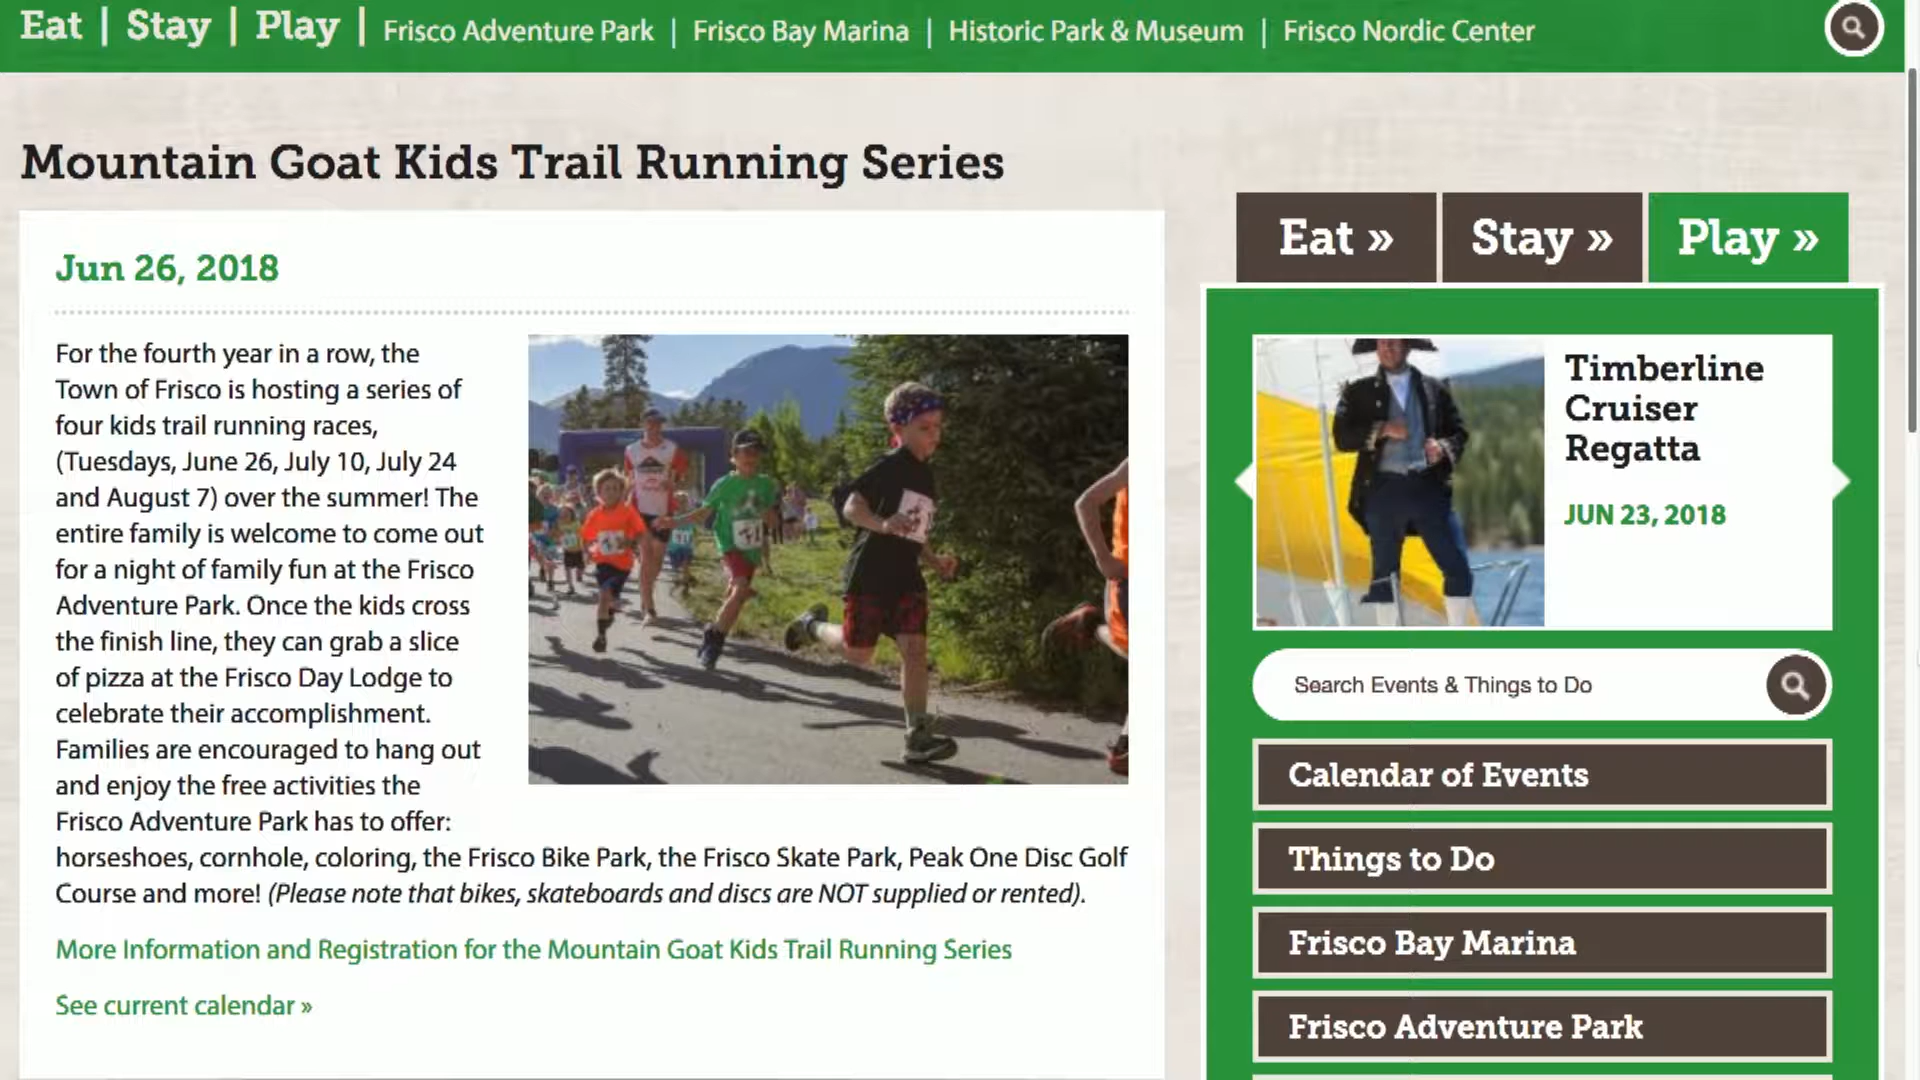 Eat | Stay | Play | Frisco Adventure Park | Frisco Bay Marina | Historic Park & Museum | Frisco Nordic Center
Mountain Goat Kids Trail Running Series
Jun 26, 2018
For the fourth year in a row, the
Town of Frisco is hosting a series of
four kids trail running races,
(Tuesdays, June 26, July 10, July 24
and August 7) over the summer! The
entire family is welcome to come out
for a night of family fun at the Frisco
Adventure Park. Once the kids cross
the finish line, they can grab a slice
of pizza at the Frisco Day Lodge to
celebrate their accomplishment.
Families are encouraged to hang out
and enjoy the free activities the
Frisco Adventure Park has to offer:
horseshoes, cornhole, coloring, the Frisco Bike Park, the Frisco Skate Park, Peak One Disc Golf
Course and more! (Please note that bikes, skateboards and discs are NOT supplied or rented).
More Information and Registration for the Mountain Goat Kids Trail Running Series
See current calendar »
Eat »
Stay »
Play »
Timberline
Cruiser
Regatta
JUN 23, 2018
Search Events & Things to Do
Calendar of Events
Things to Do
Frisco Bay Marina
Frisco Adventure Park